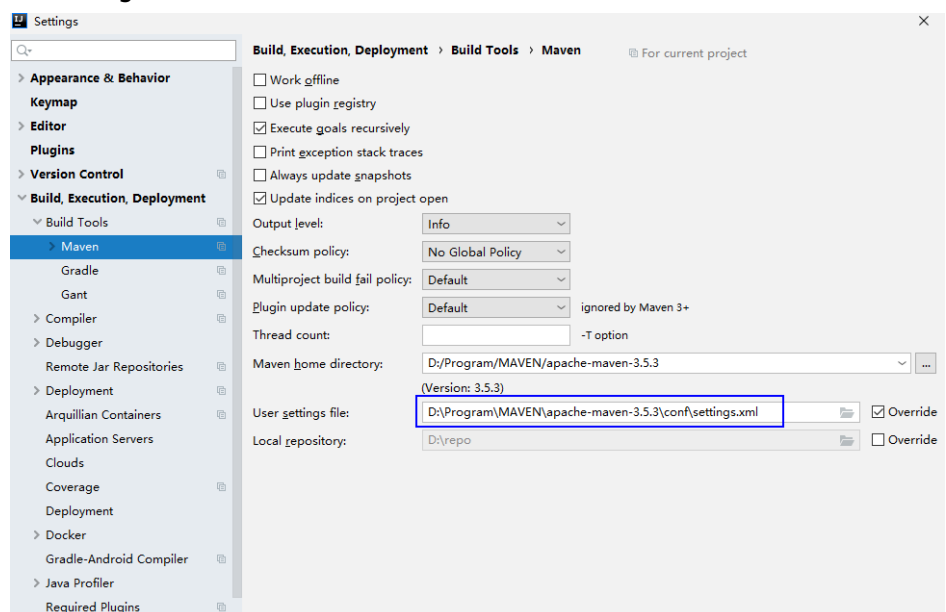 Settings
Build, Execution, Deployment › Build Tools › Maven For current project
Appearance & Behavior
Keymap
Editor
Plugins
Version Control
Build, Execution, Deployment
Build Tools
Maven
Gradle
Gant
Compiler
Debugger
Remote Jar Repositories
Deployment
Arquillian Containers
Application Servers
Clouds
Coverage
Deployment
Docker
Gradle-Android Compiler
Java Profiler
Required Plugins
Work offline
Use plugin registry
Execute goals recursively
Print exception stack traces
Always update snapshots
Update indices on project open
Output level: Info
Checksum policy: No Global Policy
Multiproject build fail policy: Default
Plugin update policy: Default ignored by Maven 3+
Thread count: -T option
Maven home directory: D:/Program/MAVEN/apache-maven-3.5.3 ...
(Version: 3.5.3)
User settings file: D:\Program\MAVEN\apache-maven-3.5.3\conf\settings.xml Override
Local repository: D:\repo Override